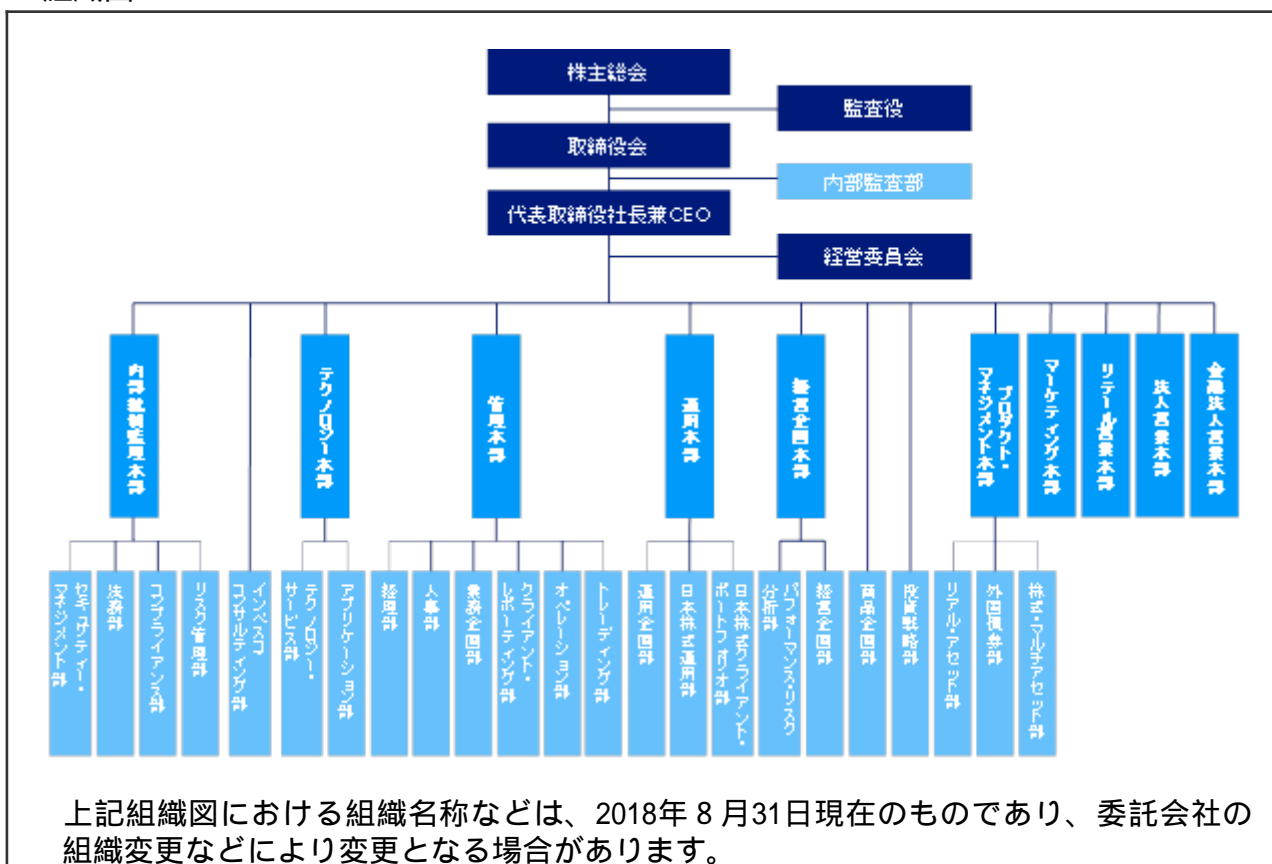 株主総会
監査役
取締役会
内部監査部
代表取締役社長兼CEO
経営委員会
内部統制監理本部
テクノロジー本部
管理本部
運用本部
経営企画本部
プロダクト・
マネジメント本部
マーケティング本部
リテール営業本部
法人営業本部
金融法人営業本部
セキュリティー・
マネジメント部
法務部
コンプライアンス部
リスク管理部
インベスコ
コンサルティング部
テクノロジー・
サービス部
アプリケーション部
経理部
人事部
業務企画部
クライアント・
レポーティング部
オペレーション部
トレーディング部
運用企画部
日本株式運用部
日本株式クライアント・
ポートフォリオ部
パフォーマンス・リスク
分析部
経営企画部
商品企画部
投資戦略部
リアル・アセット部
外国債券部
株式・マルチアセット部
上記組織図における組織名称などは、2018年8月31日現在のものであり、委託会社の
組織変更などにより変更となる場合があります。